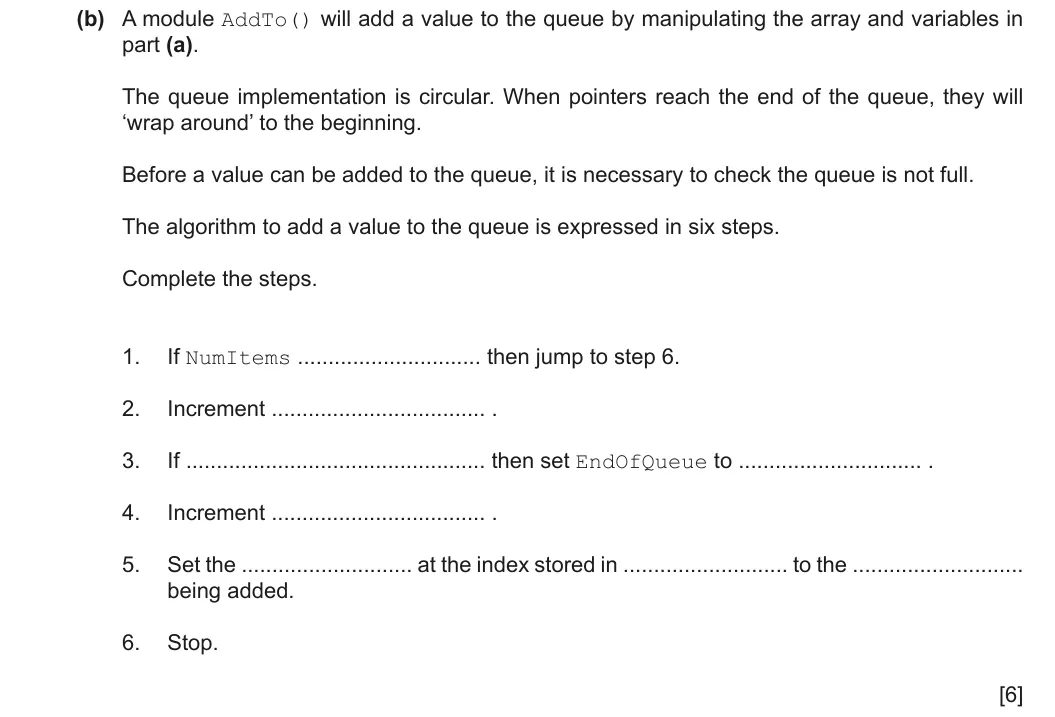 (b) A module AddTo() will add a value to the queue by manipulating the array and variables in
part (a).
The queue implementation is circular. When pointers reach the end of the queue, they will
‘wrap around’ to the beginning.
Before a value can be added to the queue, it is necessary to check the queue is not full.
The algorithm to add a value to the queue is expressed in six steps.
Complete the steps.
1. If NumItems .............................. then jump to step 6.
2. Increment ................................... .
3. If ................................................. then set EndOfQueue to .............................. .
4. Increment ................................... .
5. Set the ............................ at the index stored in ........................... to the ............................
being added.
6. Stop.
[6]